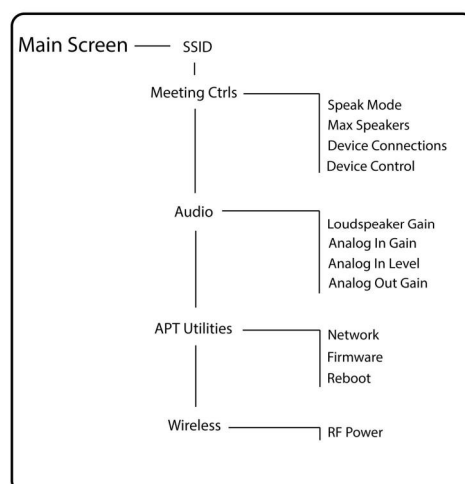 Main Screen SSID
Meeting Ctrls
Speak Mode
Max Speakers
Device Connections
Device Control
Audio
Loudspeaker Gain
Analog In Gain
Analog In Level
Analog Out Gain
APT Utilities
Network
Firmware
Reboot
Wireless
RF Power